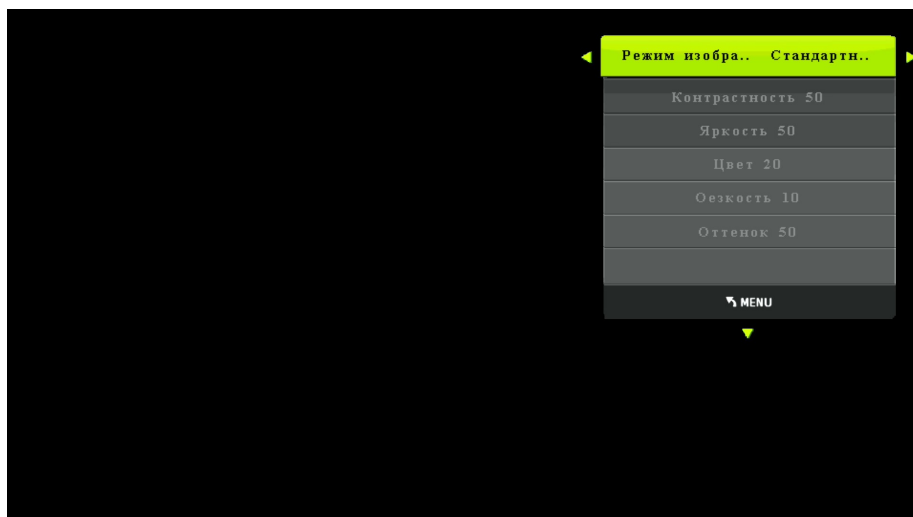 Режим изобра.. Стандартн..
Контрастность 50
Яркость 50
Цвет 20
Оезкость 10
Оттенок 50
MENU